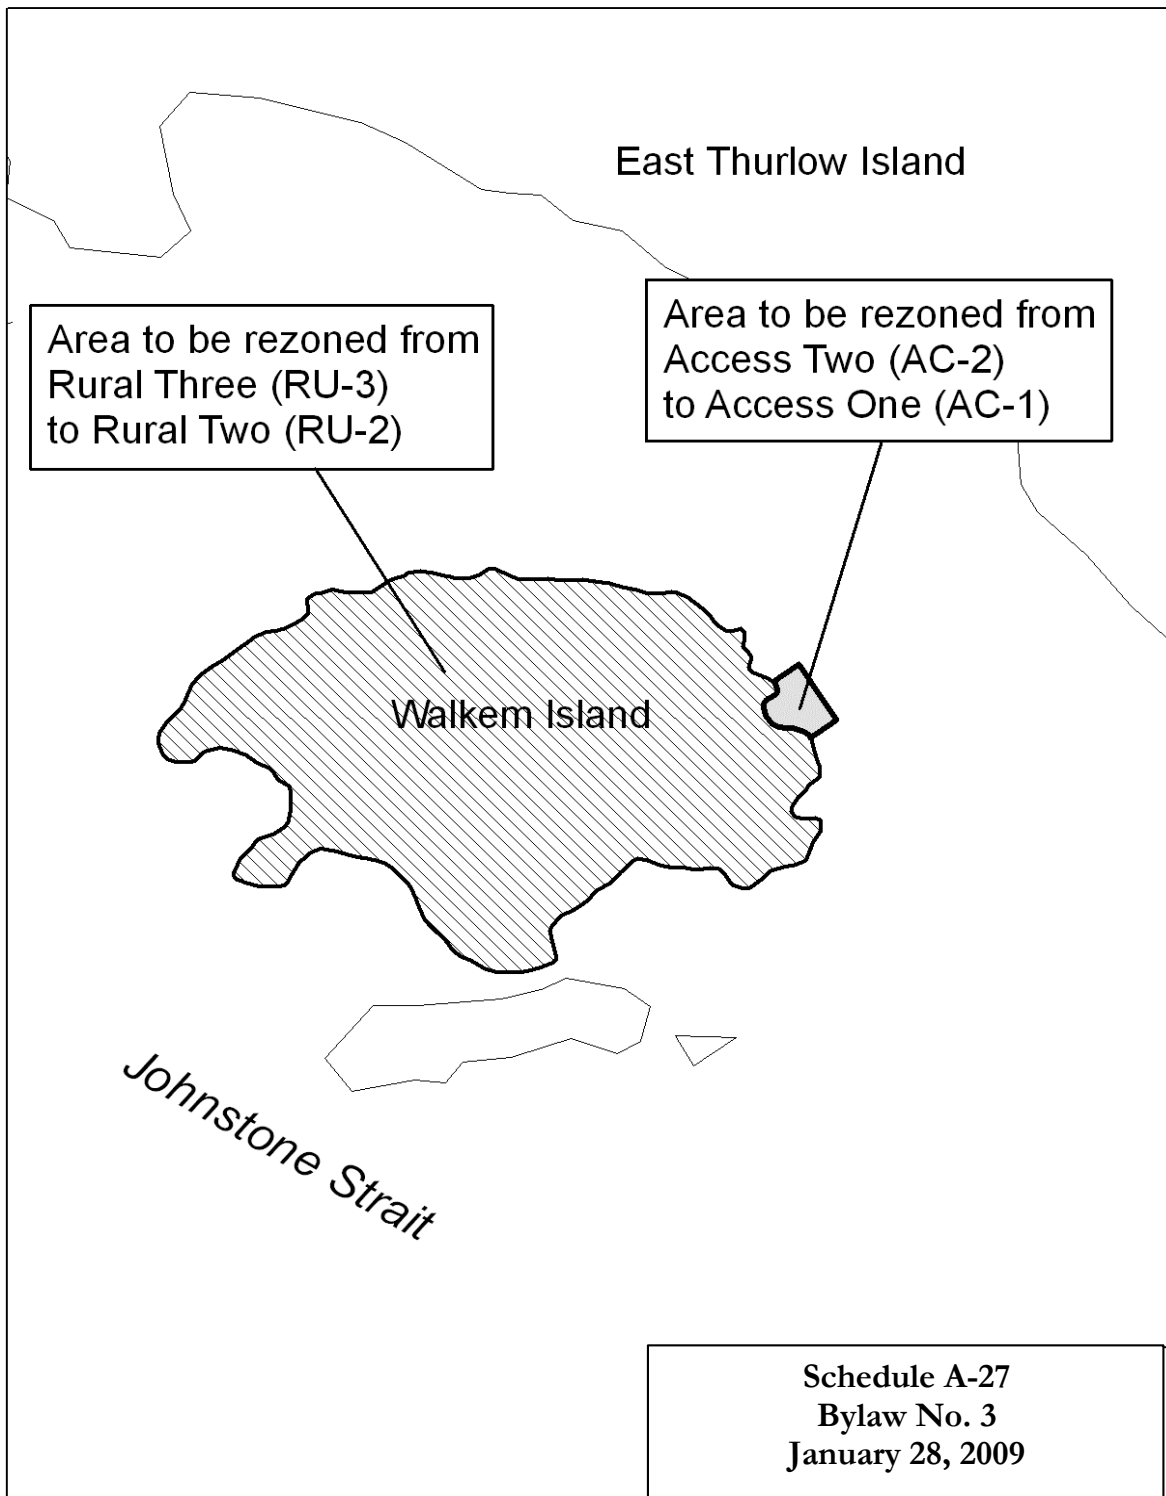 East Thurlow Island
Area to be rezoned from
Rural Three (RU-3)
to Rural Two (RU-2)
Area to be rezoned from
Access Two (AC-2)
to Access One (AC-1)
Walkem Island
Johnstone Strait
Schedule A-27
Bylaw No. 3
January 28, 2009